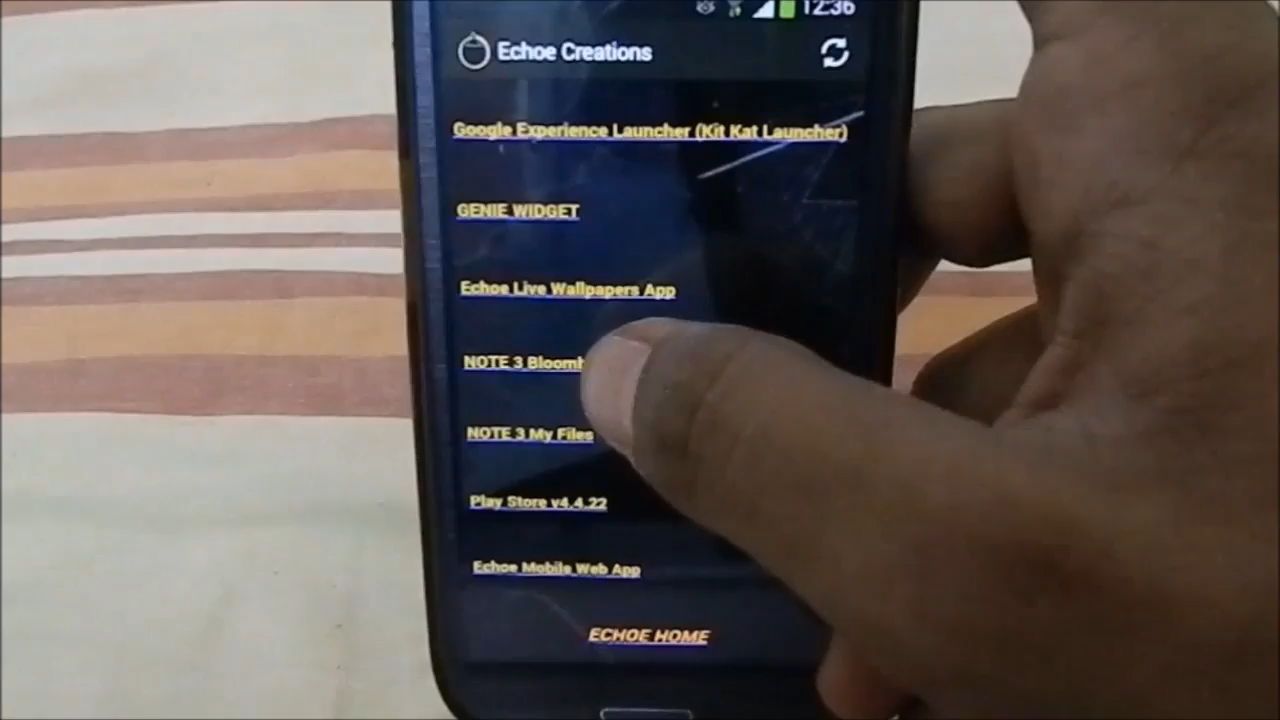 12:36
Echoe Creations
Google Experience Launcher (Kit Kat Launcher)
GENIE WIDGET
Echoe Live Wallpapers App
NOTE 3
NOTE 3 My Files
Play Store v4.4.22
Echoe Mobile Web App
ECHOE HOME